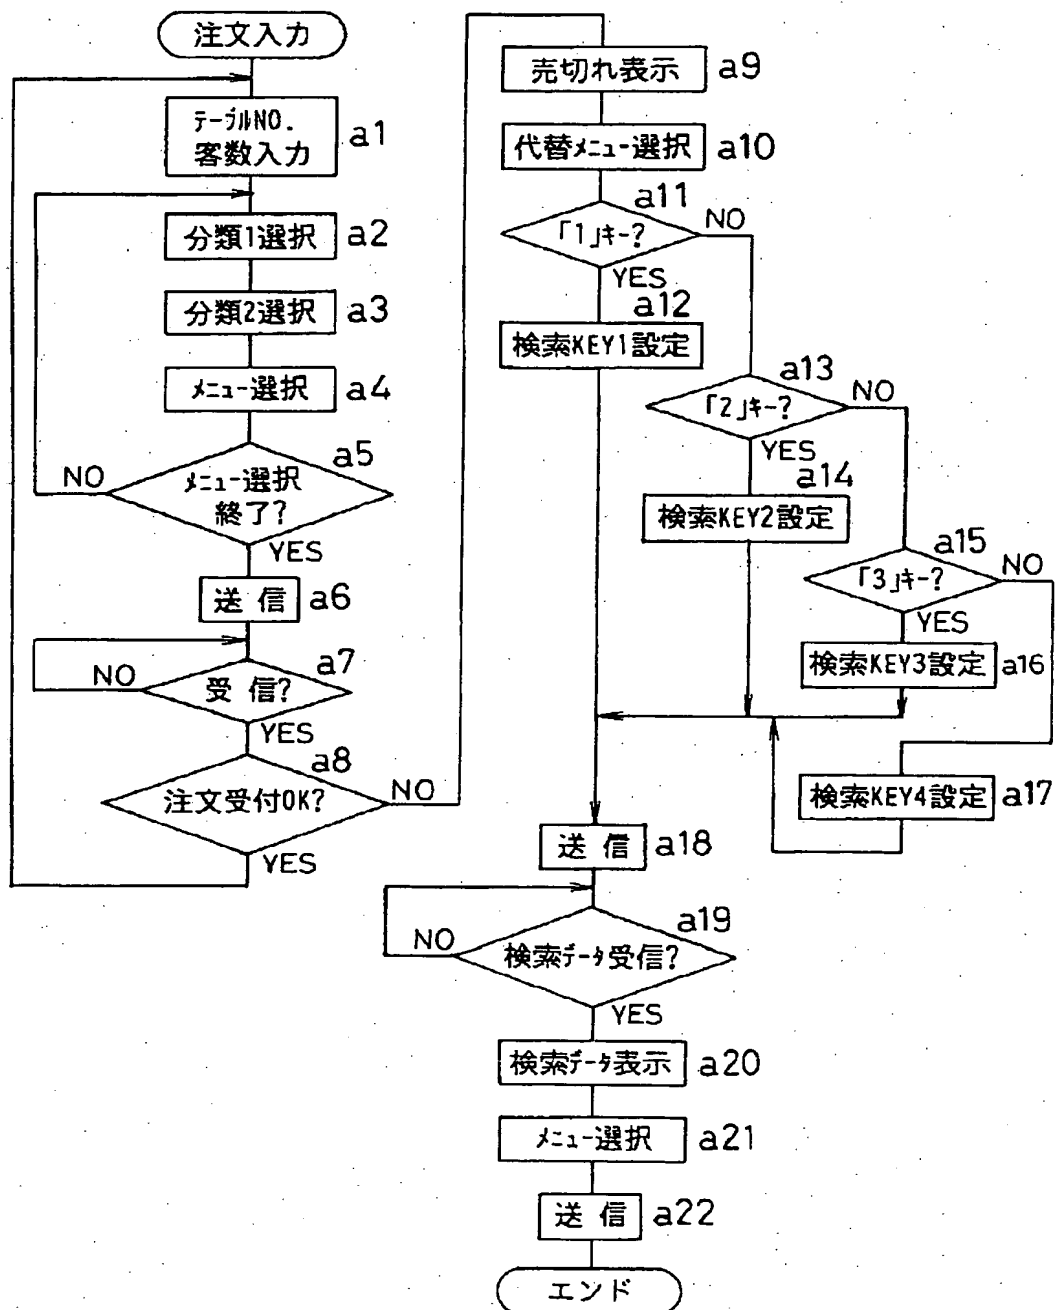 注文入力
テーブルNO.
客数入力
a1
分類1選択
a2
分類2選択
a3
メニュー選択
a4
a5
メニュー選択
終了?
NO
YES
送信
a6
a7
受信?
NO
YES
a8
注文受付OK?
NO
YES
売切れ表示
a9
代替メニュー選択
a10
a11
「1」キー?
NO
YES
a12
検索KEY1設定
a13
「2」キー?
NO
YES
a14
検索KEY2設定
a15
「3」キー?
NO
YES
検索KEY3設定
a16
検索KEY4設定
a17
送信
a18
a19
検索データ受信?
NO
YES
検索データ表示
a20
メニュー選択
a21
送信
a22
エンド